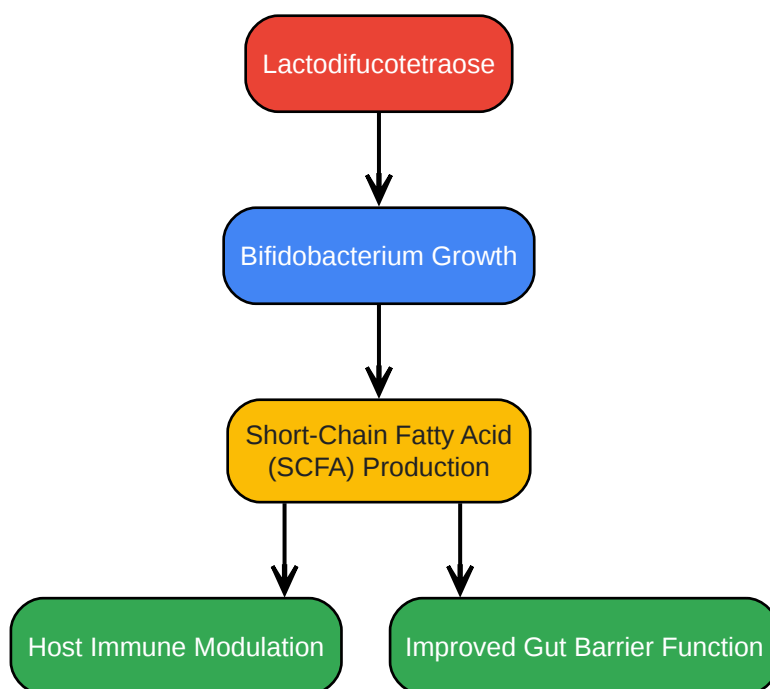 Lactodifucotetraose
Bifidobacterium Growth
Short-Chain Fatty Acid
(SCFA) Production
Host Immune Modulation
Improved Gut Barrier Function